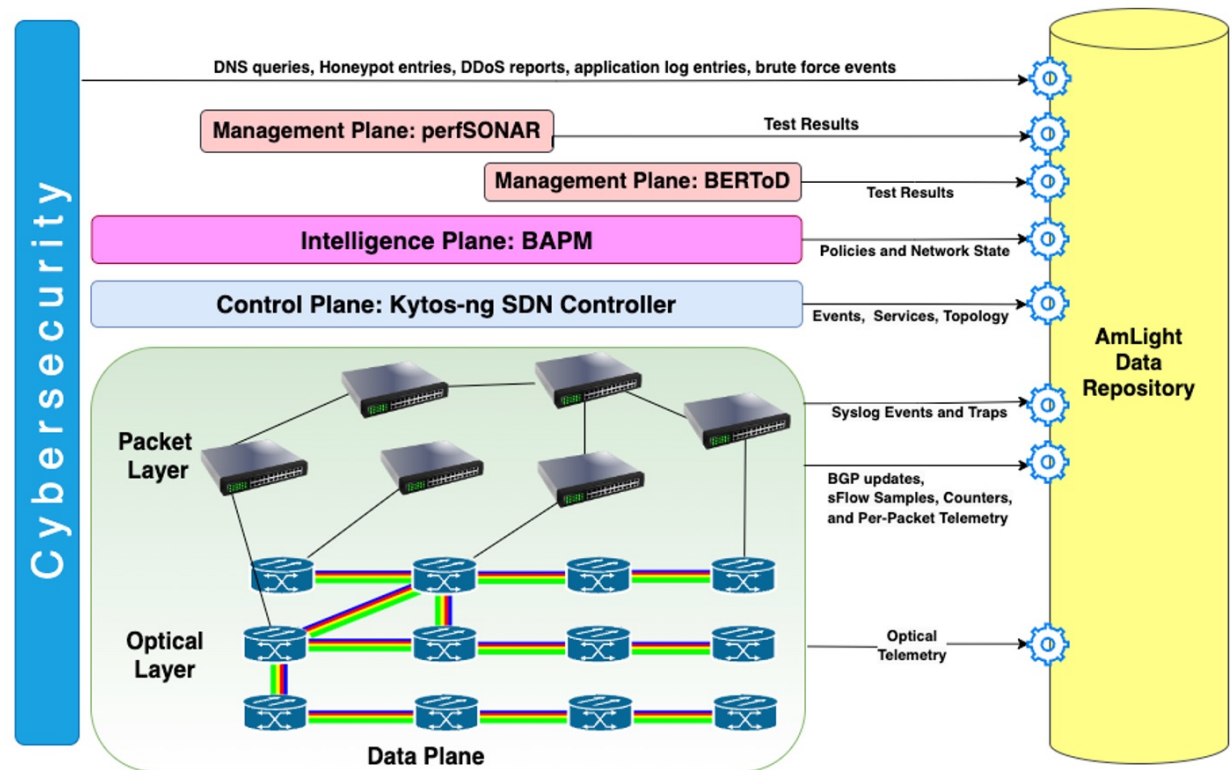 Cybersecurity
DNS queries, Honeypot entries, DDoS reports, application log entries, brute force events
Management Plane: perfSONAR
Test Results
Management Plane: BERToD
Test Results
Intelligence Plane: BAPM
Policies and Network State
Control Plane: Kytos-ng SDN Controller
Events, Services, Topology
AmLight
Data
Repository
Syslog Events and Traps
Packet
Layer
BGP updates,
sFlow Samples, Counters,
and Per-Packet Telemetry
Optical
Layer
Optical
Telemetry
Data Plane